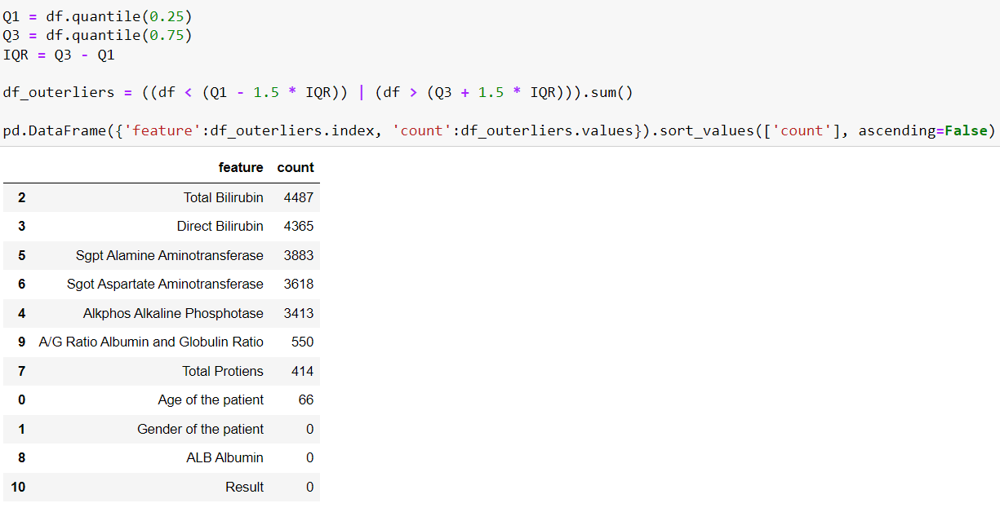 Q1 = df.quantile(0.25)
Q3 = df.quantile(0.75)
IQR = Q3 - Q1
df_outerliers = ((df < (Q1 - 1.5 * IQR)) | (df > (Q3 + 1.5 * IQR))).sum()
pd.DataFrame({'feature':df_outerliers.index, 'count':df_outerliers.values}).sort_values(['count'], ascending=False)
feature count
2 Total Bilirubin 4487
3 Direct Bilirubin 4365
5 Sgpt Alamine Aminotransferase 3883
6 Sgot Aspartate Aminotransferase 3618
4 Alkphos Alkaline Phosphotase 3413
9 A/G Ratio Albumin and Globulin Ratio 550
7 Total Protiens 414
0 Age of the patient 66
1 Gender of the patient 0
8 ALB Albumin 0
10 Result 0